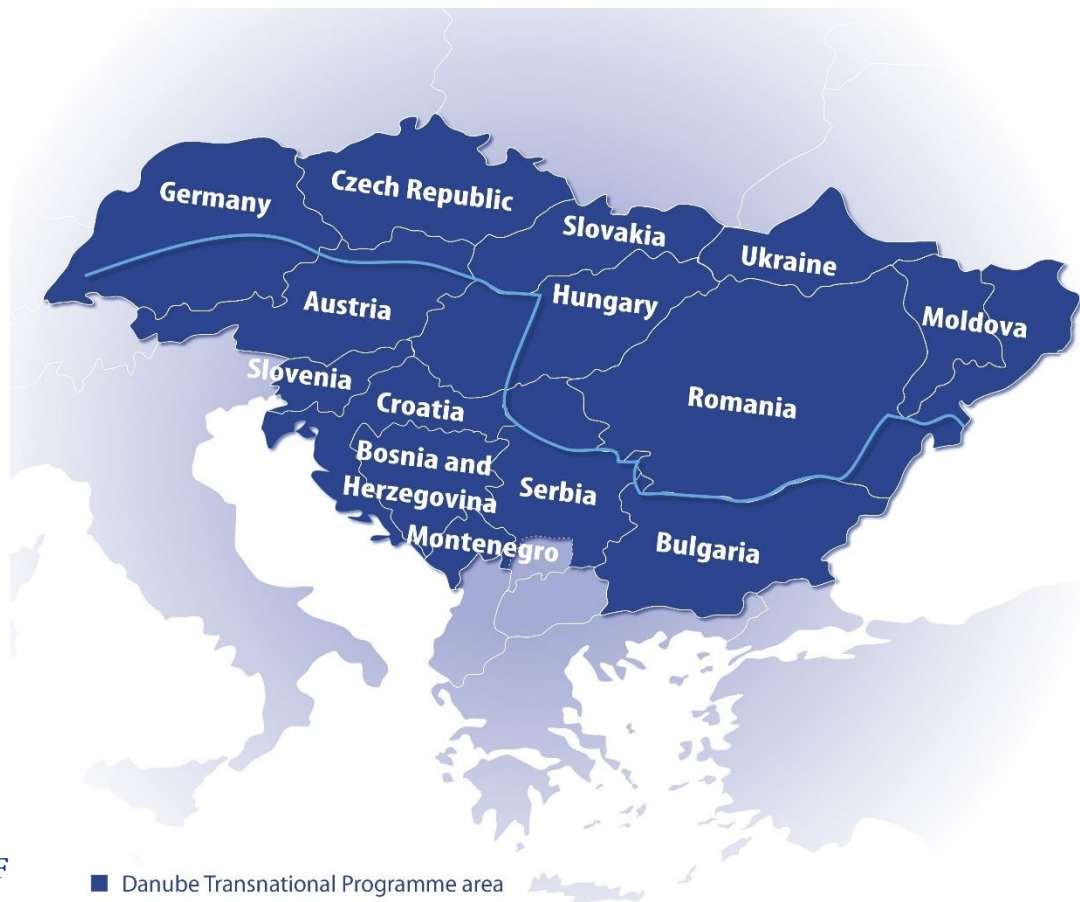 Czech Republic
Germany
Slovakia
Ukraine
Hungary
Austria
Moldova
Slovenia
Romania
Croatia
Bosnia and
Herzegovina
Serbia
Montenegro
Bulgaria
F
Danube Transnational Programme area